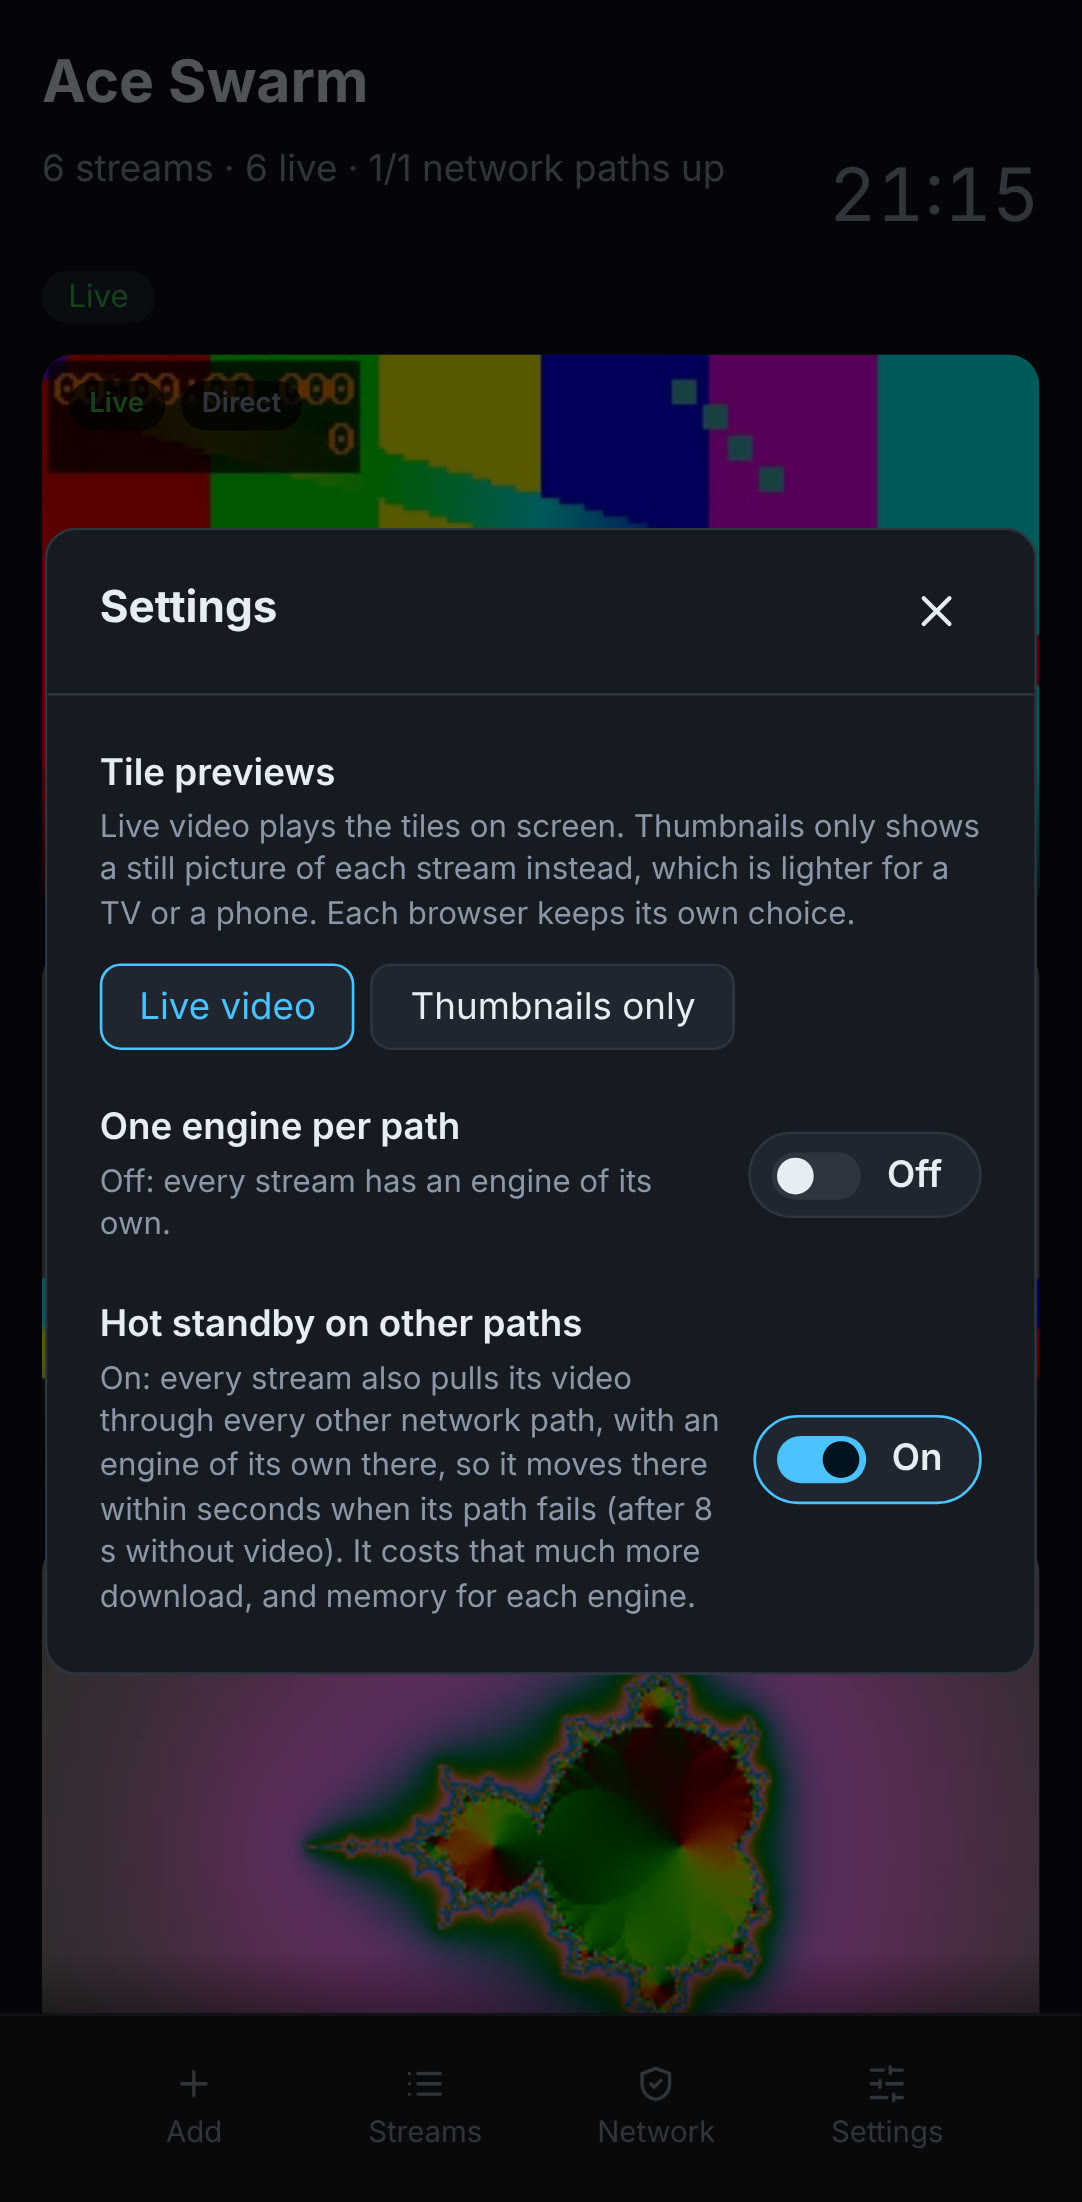 Ace Swarm
6 streams · 6 live · 1/1 network paths up
21:15
Live
Live
Direct
0
Settings
Tile previews
Live video plays the tiles on screen. Thumbnails only shows
a still picture of each stream instead, which is lighter for a
TV or a phone. Each browser keeps its own choice.
Live video
Thumbnails only
One engine per path
Off: every stream has an engine of its
own.
Off
Hot standby on other paths
On: every stream also pulls its video
through every other network path, with an
engine of its own there, so it moves there
within seconds when its path fails (after 8
s without video). It costs that much more
download, and memory for each engine.
On
Add
Streams
Network
Settings